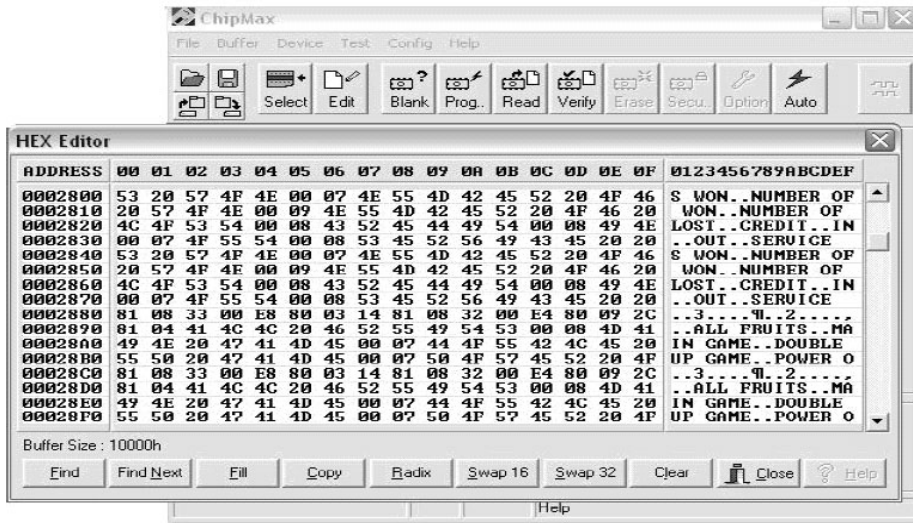 ChipMax
File Buffer Device Test Config Help
Select Edit Blank Prog.. Read Verify Erase Secu.. Option Auto
HEX Editor
ADDRESS 00 01 02 03 04 05 06 07 08 09 0A 0B 0C 0D 0E 0F 0123456789ABCDEF
0002800 53 20 57 4F 4E 00 07 4E 55 4D 42 45 52 20 4F 46 S WON..NUMBER OF
0002810 20 57 4F 4E 00 09 4E 55 4D 42 45 52 20 4F 46 20 WON..NUMBER OF
0002820 4C 4F 53 54 00 08 43 52 45 44 49 54 00 08 49 4E LOST..CREDIT..IN
0002830 00 07 4F 55 54 00 08 53 45 52 56 49 43 45 20 20 ..OUT..SERVICE
0002840 53 20 57 4F 4E 00 07 4E 55 4D 42 45 52 20 4F 46 S WON..NUMBER OF
0002850 20 57 4F 4E 00 09 4E 55 4D 42 45 52 20 4F 46 20 WON..NUMBER OF
0002860 4C 4F 53 54 00 08 43 52 45 44 49 54 00 08 49 4E LOST..CREDIT..IN
0002870 00 07 4F 55 54 00 08 53 45 52 56 49 43 45 20 20 ..OUT..SERVICE
0002880 81 08 33 00 E8 80 03 14 81 08 32 00 E4 80 09 2C ..3....¶..2....,
0002890 81 04 41 4C 4C 20 46 52 55 49 54 53 00 08 4D 41 ..ALL FRUITS..MA
00028A0 49 4E 20 47 41 4D 45 00 07 44 4F 55 42 4C 45 20 IN GAME..DOUBLE
00028B0 55 50 20 47 41 4D 45 00 07 50 4F 57 45 52 20 4F UP GAME..POWER O
00028C0 81 08 33 00 E8 80 03 14 81 08 32 00 E4 80 09 2C ..3....¶..2....,
00028D0 81 04 41 4C 4C 20 46 52 55 49 54 53 00 08 4D 41 ..ALL FRUITS..MA
00028E0 49 4E 20 47 41 4D 45 00 07 44 4F 55 42 4C 45 20 IN GAME..DOUBLE
00028F0 55 50 20 47 41 4D 45 00 07 50 4F 57 45 52 20 4F UP GAME..POWER O
Buffer Size : 10000h
Find Find Next Fill Copy Radix Swap 16 Swap 32 Clear Close Help
Help